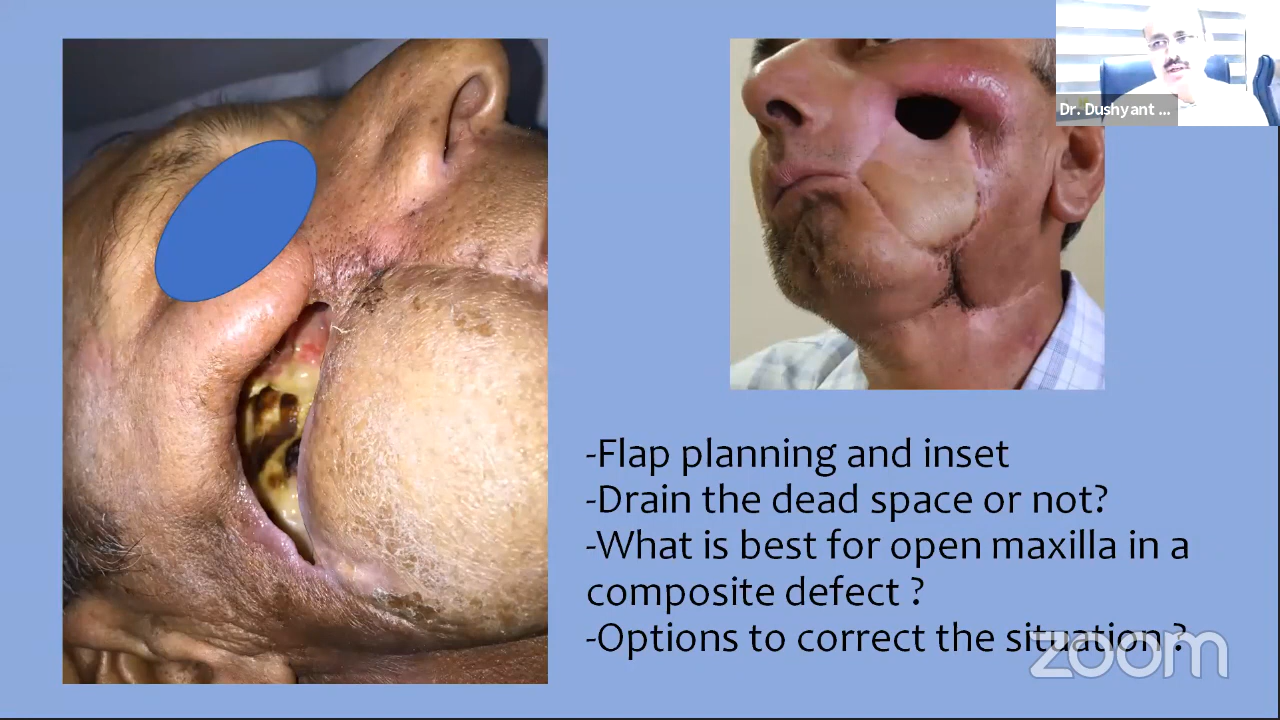 Dr. Dushyant ...
-Flap planning and inset
-Drain the dead space or not?
-What is best for open maxilla in a
composite defect ?
-Options to correct the situation ?
zoom